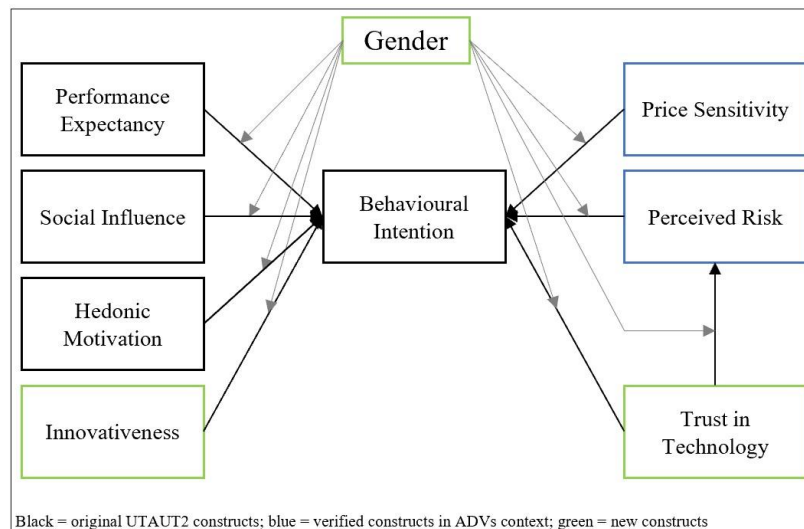 Gender
Performance
Expectancy
Price Sensitivity
Social Influence
Behavioural
Intention
Perceived Risk
Hedonic
Motivation
Innovativeness
Trust in
Technology
Black = original UTAUT2 constructs; blue = verified constructs in ADVs context; green = new constructs